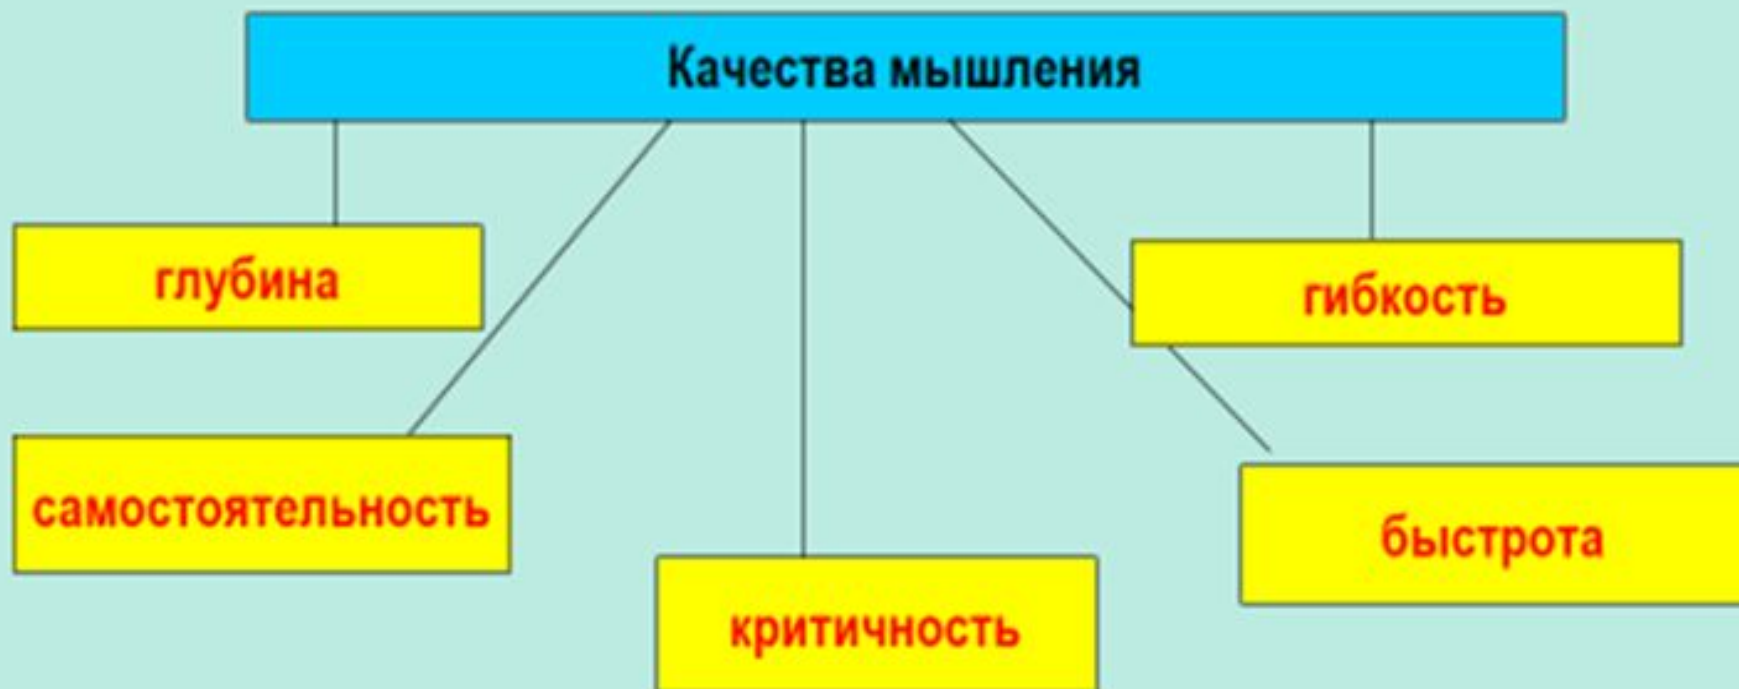 Качества мышления
глубина
гибкость
самостоятельность
быстрота
критичность